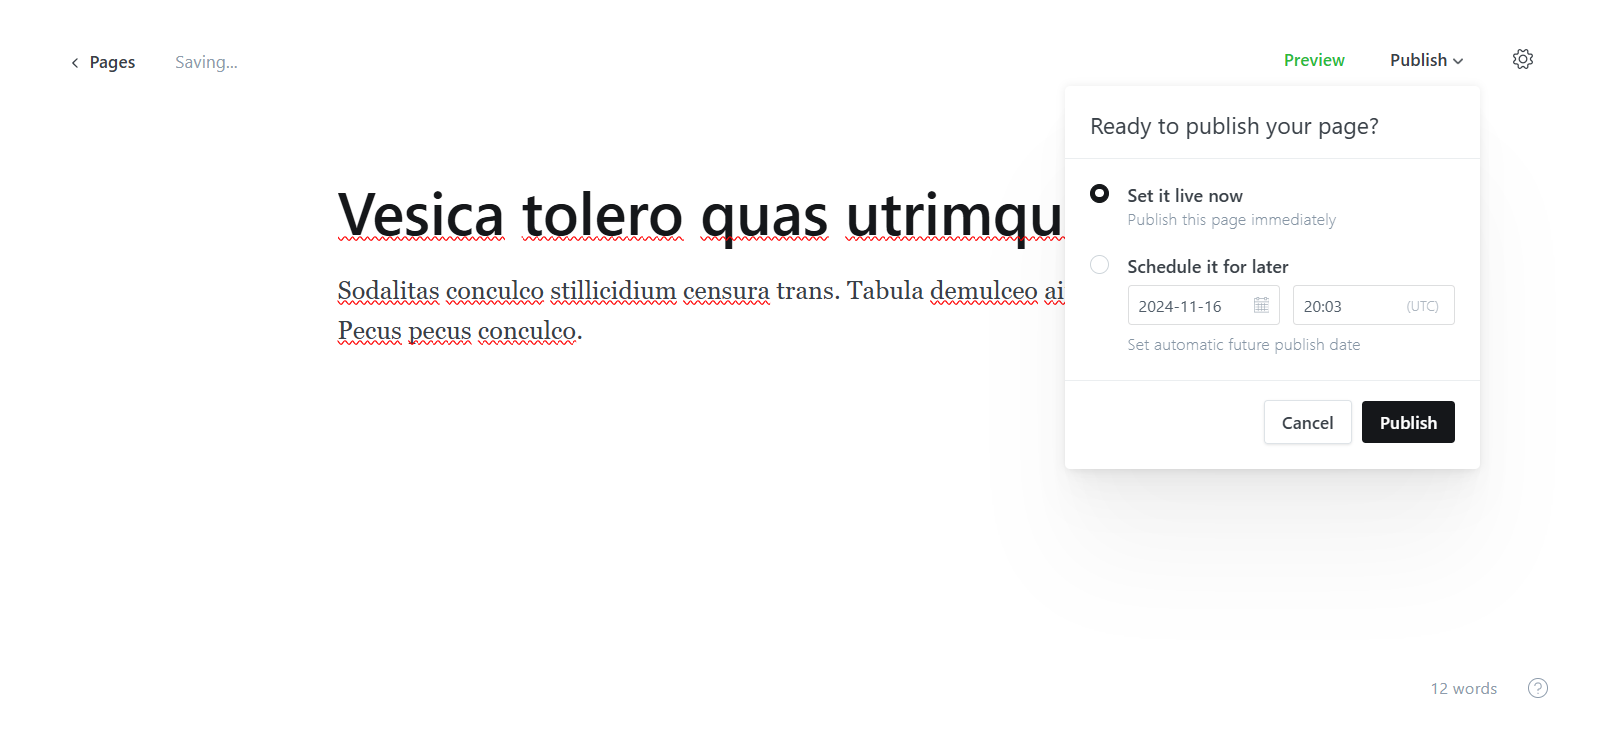 Pages
Saving...
Preview
Publish
Ready to publish your page?
Set it live now
Publish this page immediately
Schedule it for later
2024-11-16
20:03
(UTC)
Set automatic future publish date
Cancel
Publish
Vesica tolero quas
Sodalitas conculco stillicidium censura trans. Tabula demulceo
Pecus pecus conculco.
12 words